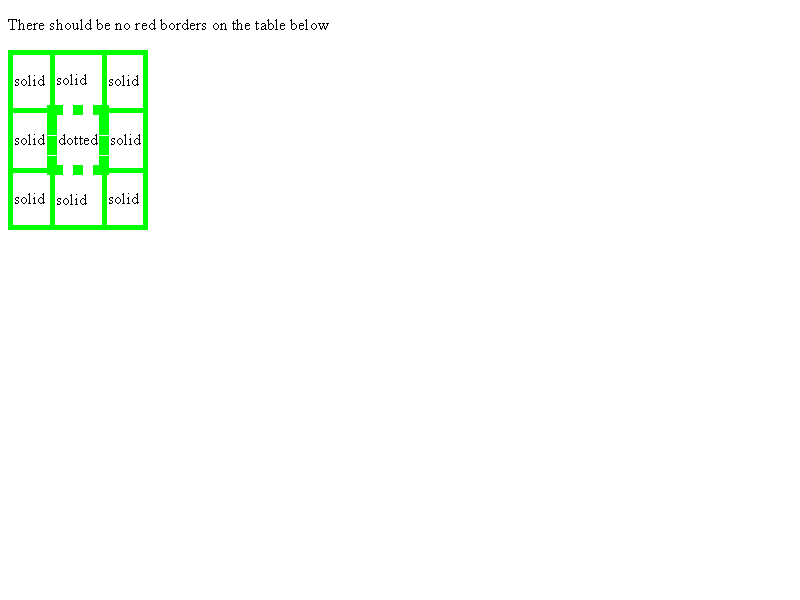 There should be no red borders on the table below
solid solid solid
solid dotted solid
solid solid solid